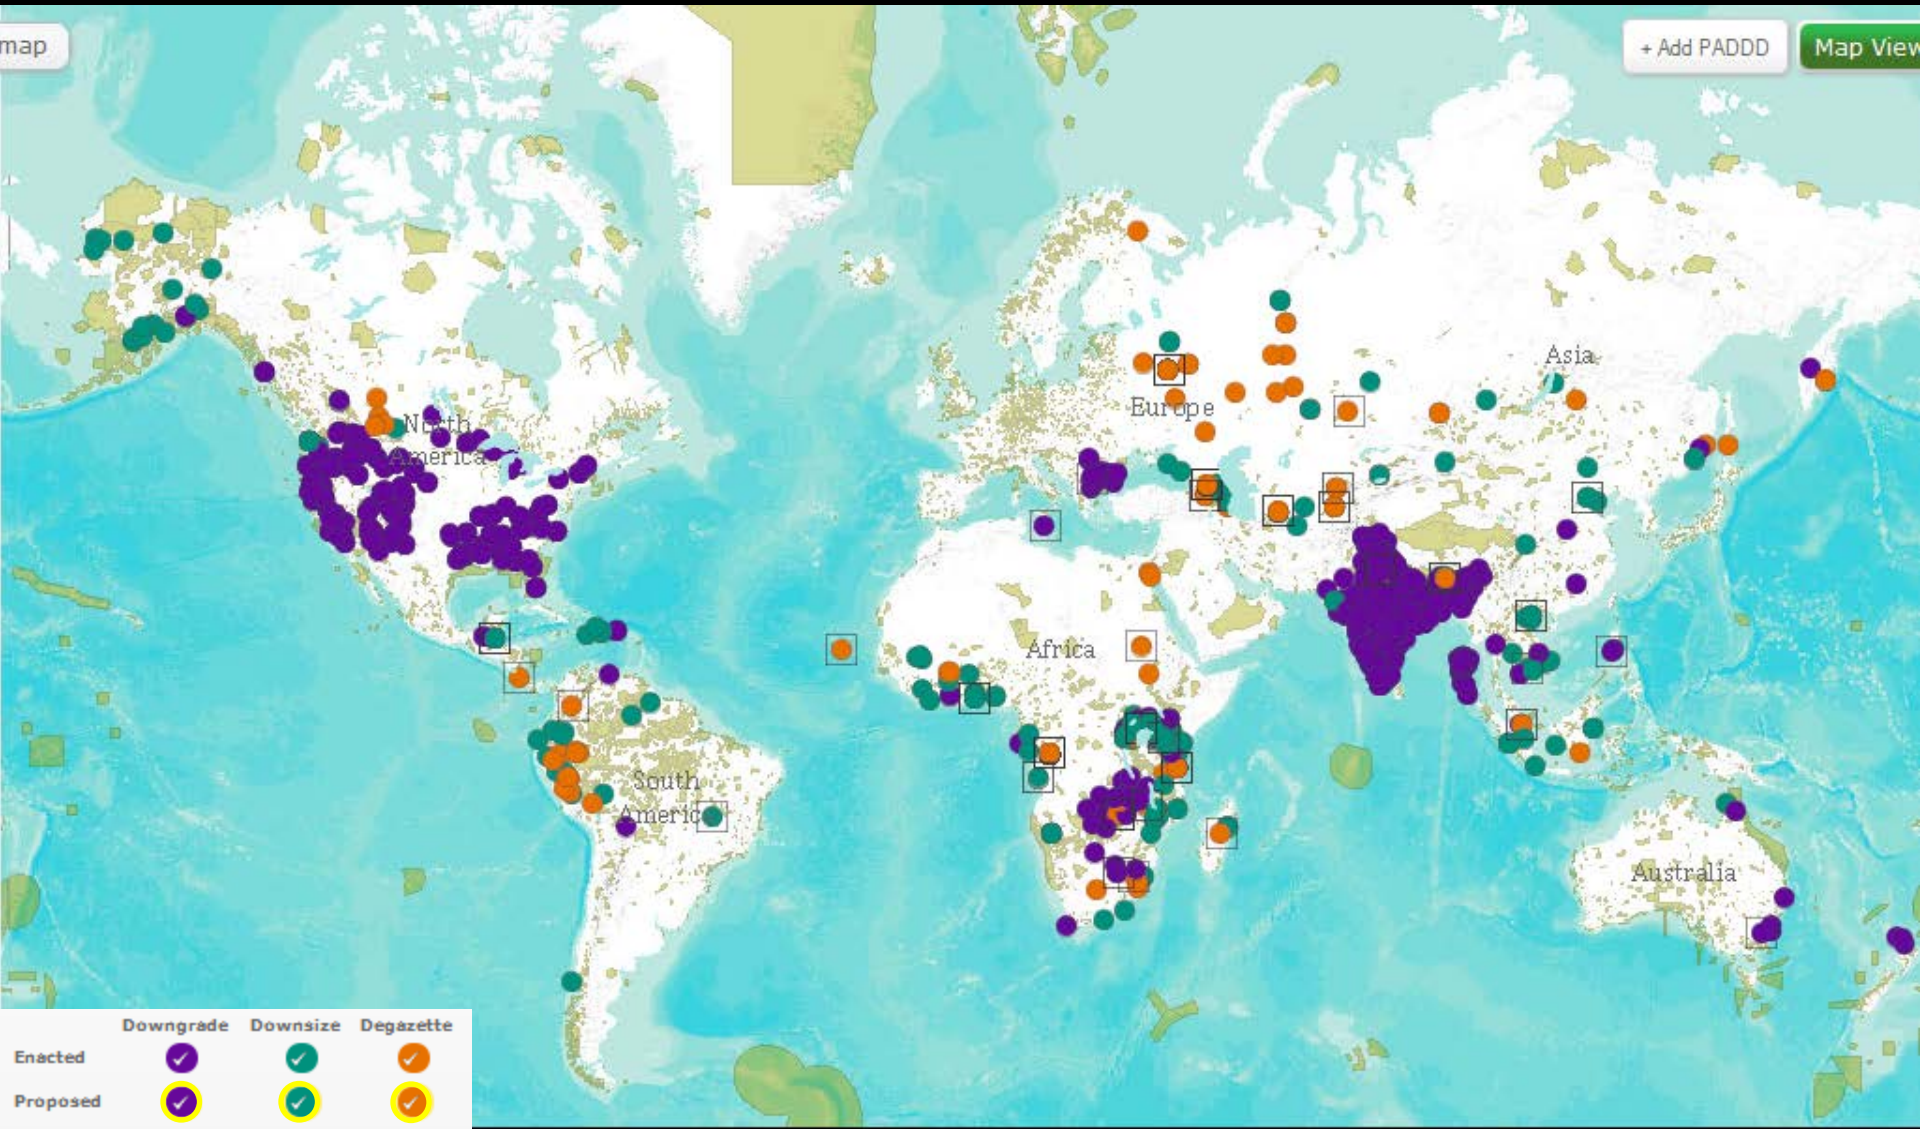 map
+ Add PADDD
Map View
Asia
Europe
North
America
Africa
South
America
Australia
Downgrade Downsize Degazette
Enacted
Proposed